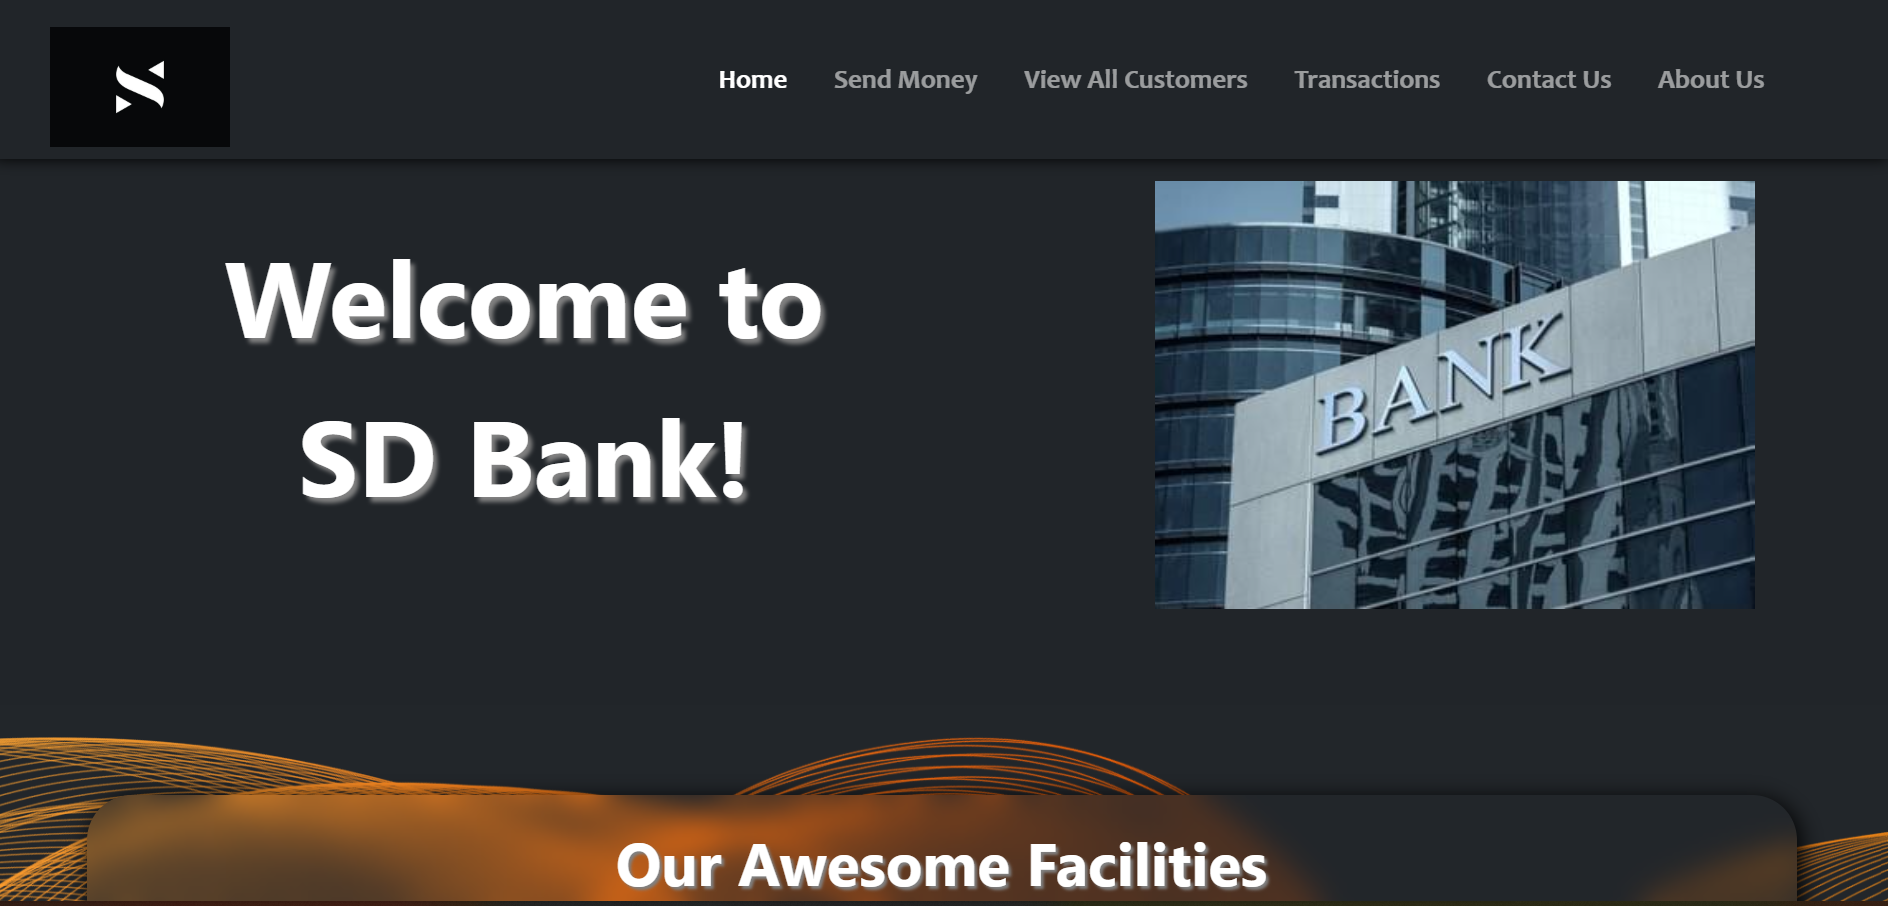 Home Send Money View All Customers Transactions Contact Us About Us
Welcome to
SD Bank!
BANK
Our Awesome Facilities